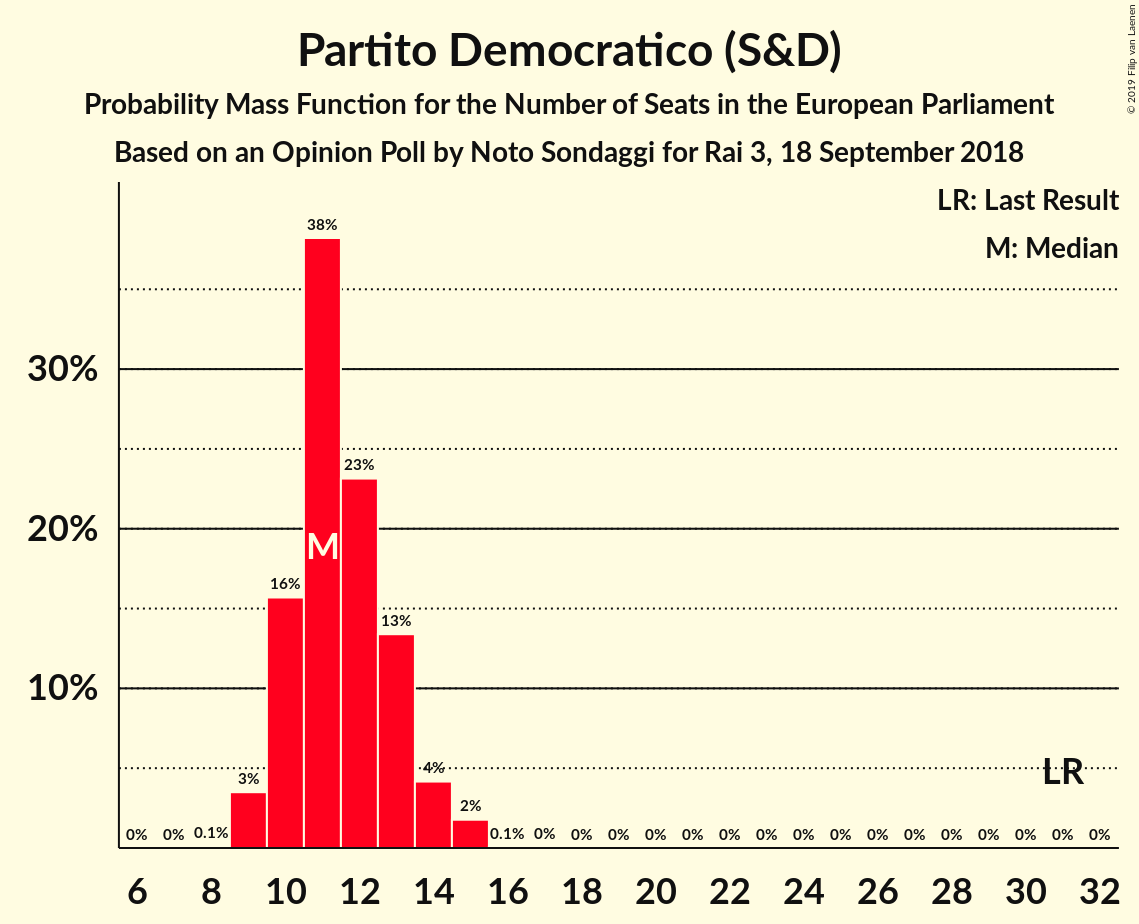 Partito Democratico (S&D)
Probability Mass Function for the Number of Seats in the European Parliament
Based on an Opinion Poll by Noto Sondaggi for Rai 3, 18 September 2018
© 2019 Filip van Laenen
LR: Last Result
M: Median
38%
30%
23%
20%
M
16%
13%
10%
LR
4%
3%
2%
0% 0% 0.1% 0.1% 0% 0% 0% 0% 0% 0% 0% 0% 0% 0% 0% 0% 0% 0% 0% 0%
6 8 10 12 14 16 18 20 22 24 26 28 30 32